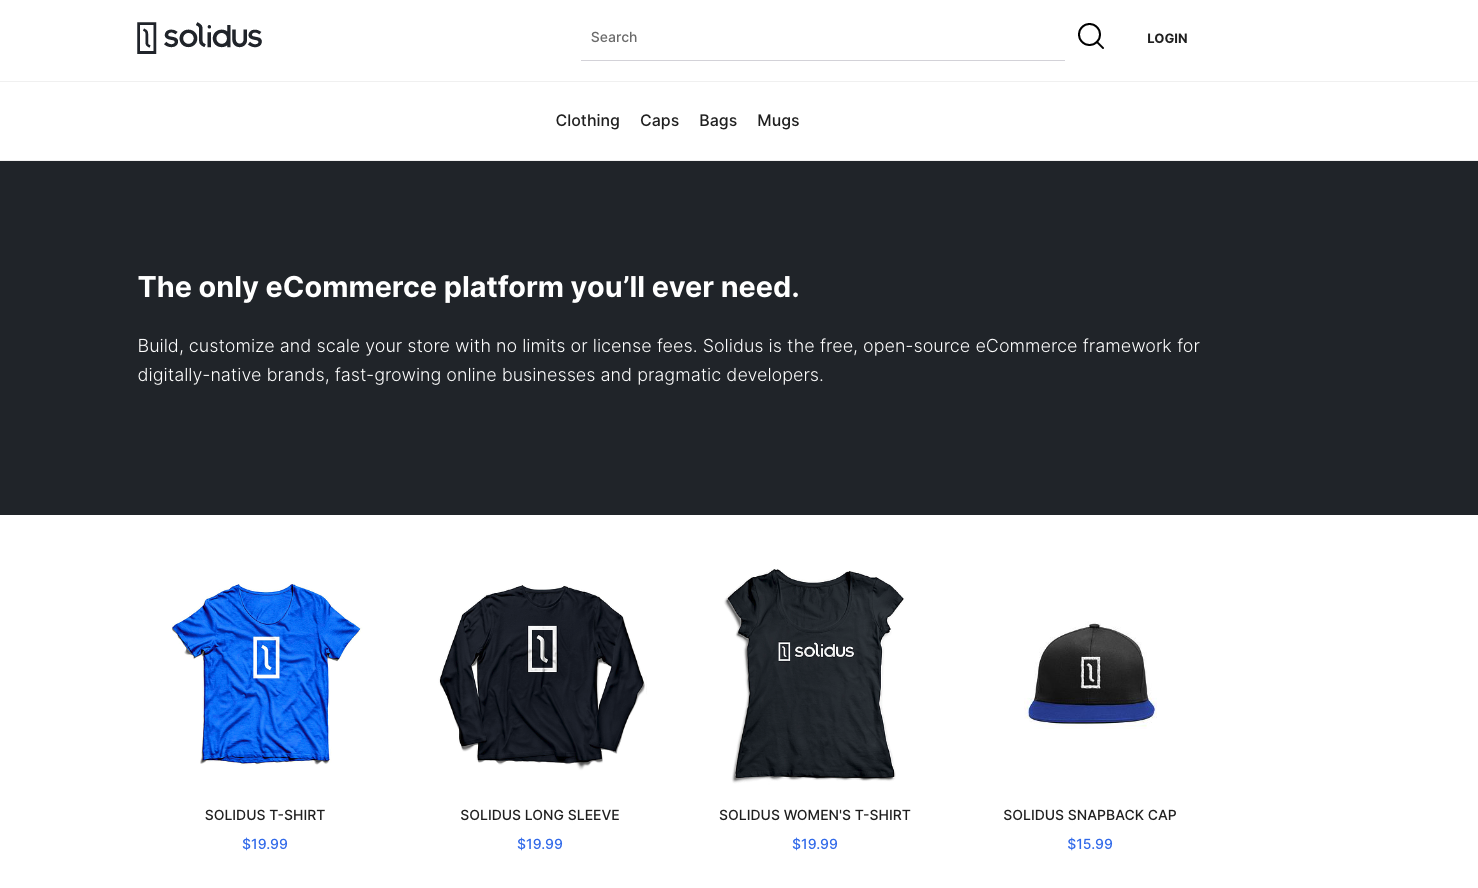 solidus
Search
LOGIN
Clothing Caps Bags Mugs
The only eCommerce platform you’ll ever need.
Build, customize and scale your store with no limits or license fees. Solidus is the free, open-source eCommerce framework for
digitally-native brands, fast-growing online businesses and pragmatic developers.
solidus
SOLIDUS T-SHIRT
$19.99
SOLIDUS LONG SLEEVE
$19.99
SOLIDUS WOMEN'S T-SHIRT
$19.99
SOLIDUS SNAPBACK CAP
$15.99